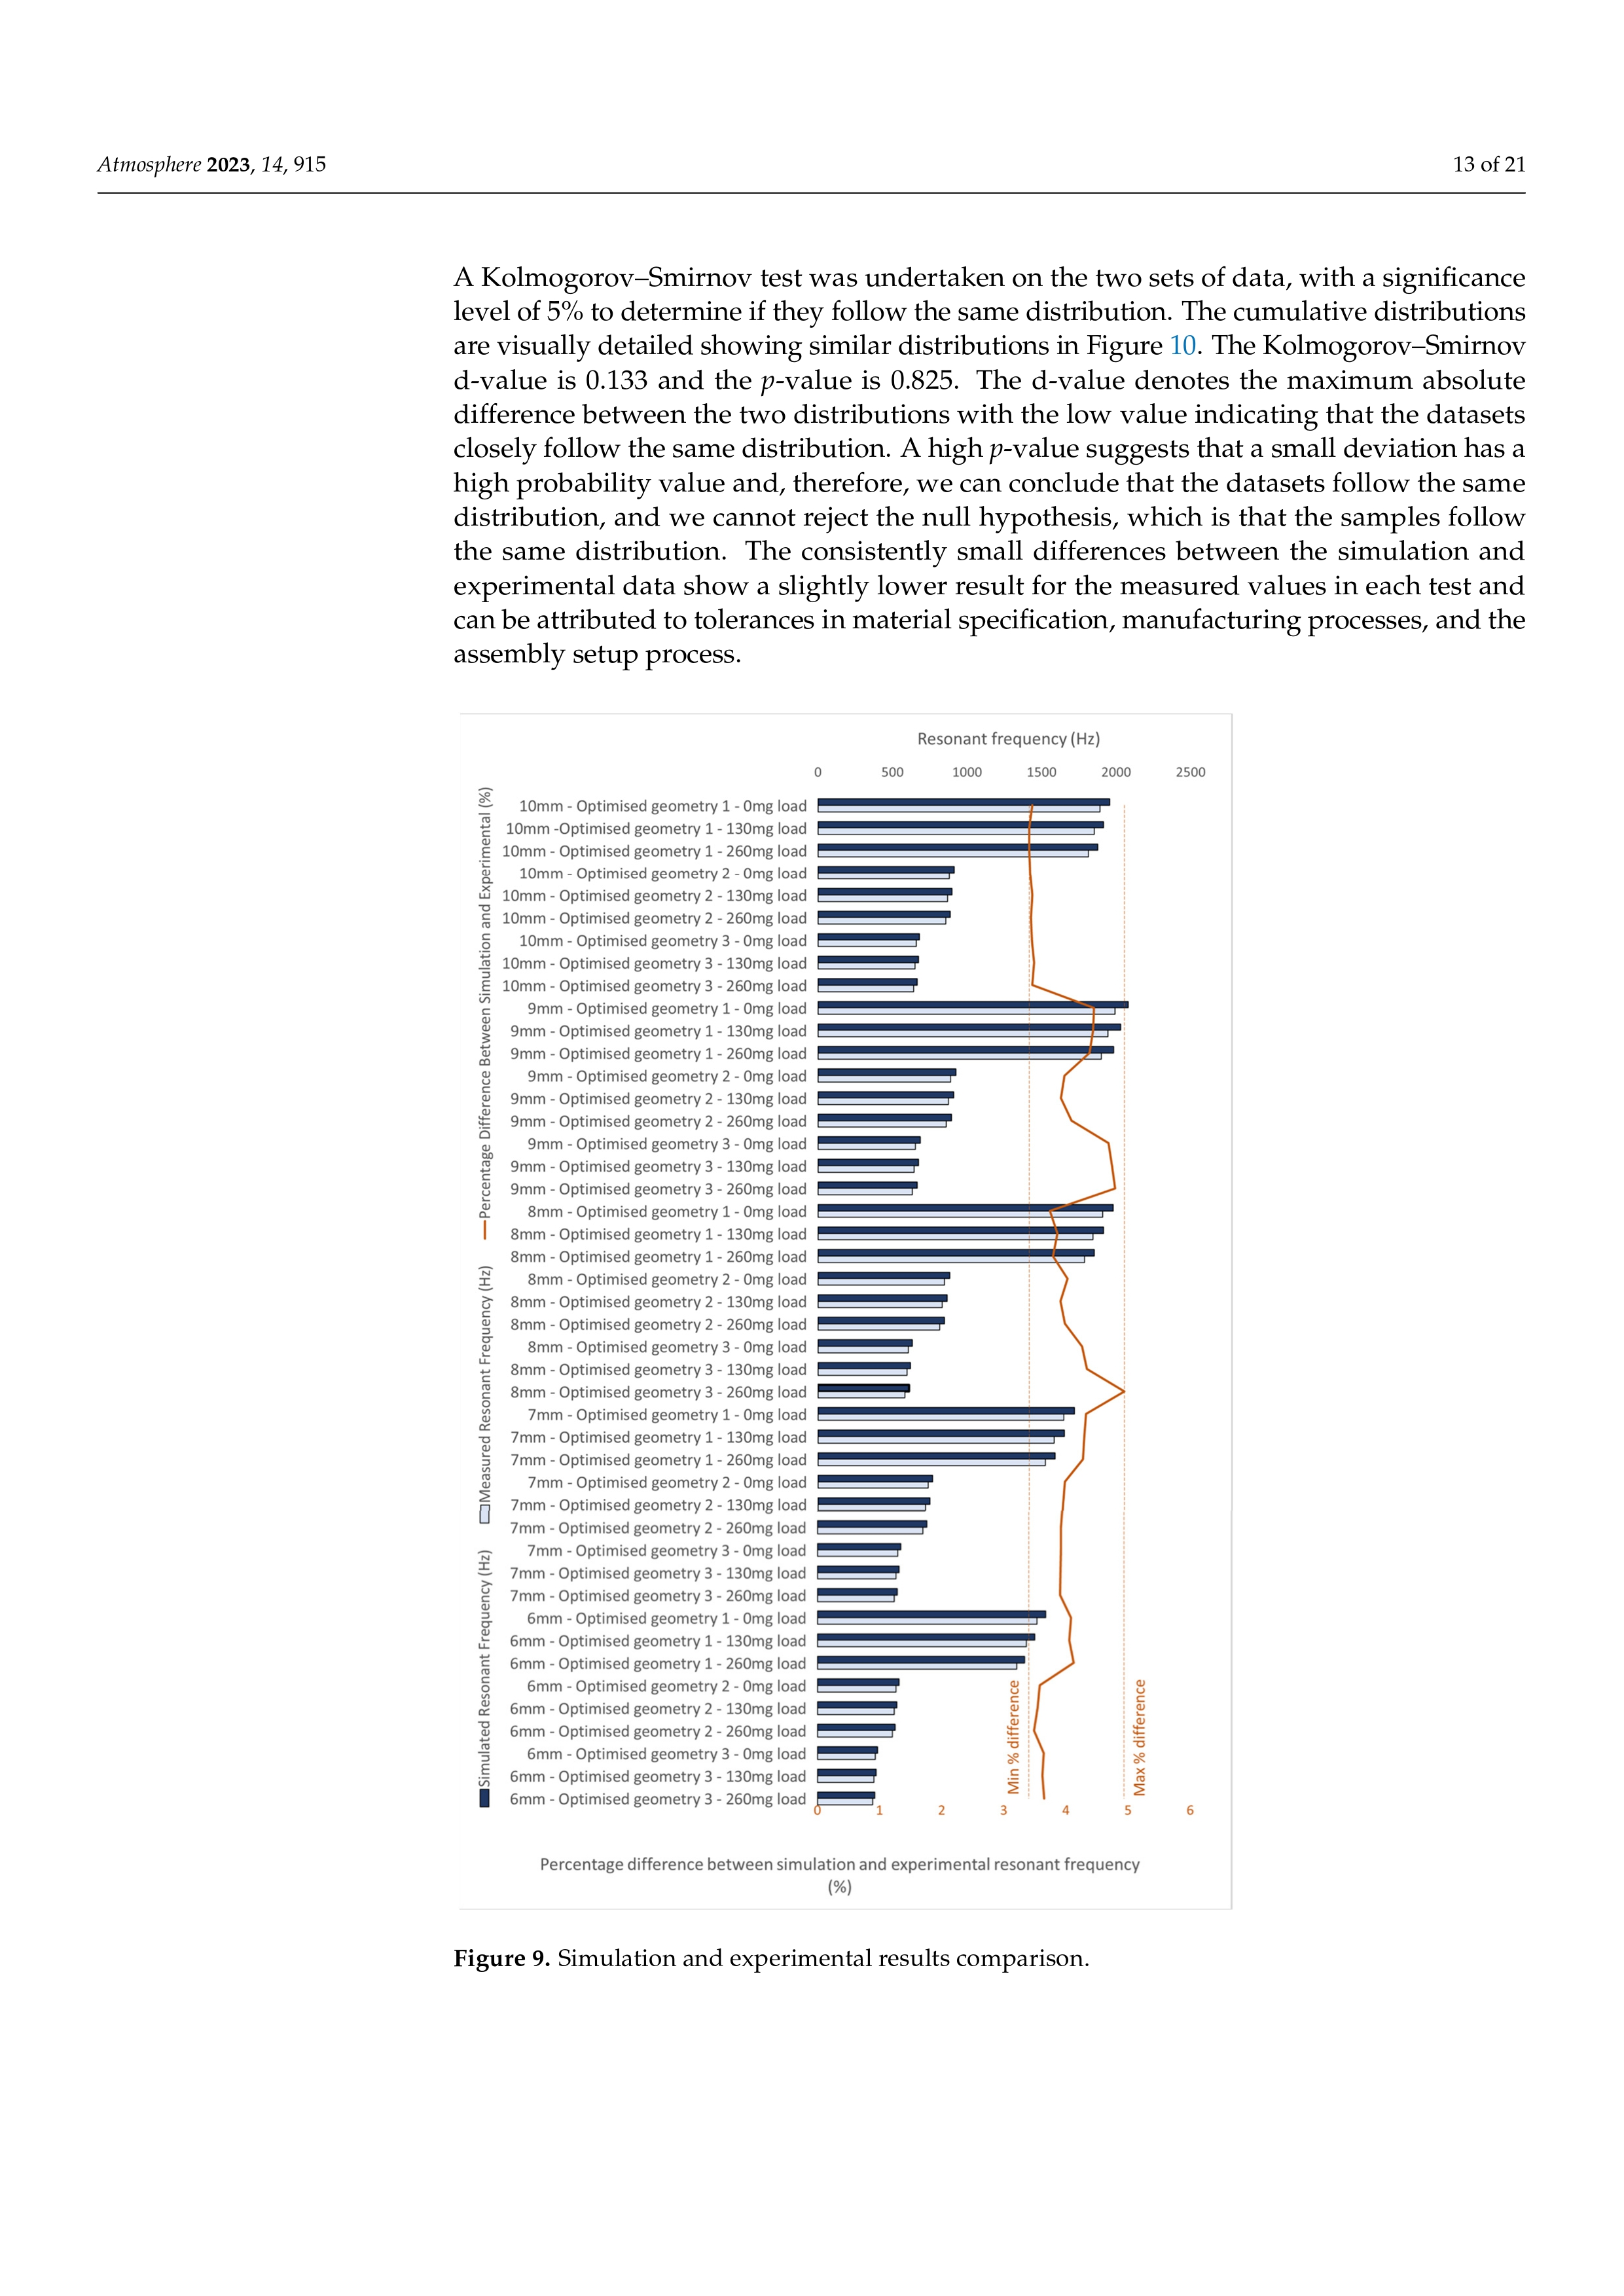 Atmosphere 2023, 14, 915
13 of 21
A Kolmogorov–Smirnov test was undertaken on the two sets of data, with a significance
level of 5% to determine if they follow the same distribution. The cumulative distributions
are visually detailed showing similar distributions in Figure 10. The Kolmogorov–Smirnov
d-value is 0.133 and the p-value is 0.825. The d-value denotes the maximum absolute
difference between the two distributions with the low value indicating that the datasets
closely follow the same distribution. A high p-value suggests that a small deviation has a
high probability value and, therefore, we can conclude that the datasets follow the same
distribution, and we cannot reject the null hypothesis, which is that the samples follow
the same distribution. The consistently small differences between the simulation and
experimental data show a slightly lower result for the measured values in each test and
can be attributed to tolerances in material specification, manufacturing processes, and the
assembly setup process.
Resonant frequency (Hz)
0 500 1000 1500 2000 2500
Percentage Difference Between Simulation and Experimental (%)
Measured Resonant Frequency (Hz)
Simulated Resonant Frequency (Hz)
10mm - Optimised geometry 1 - 0mg load
10mm -Optimised geometry 1 - 130mg load
10mm - Optimised geometry 1 - 260mg load
10mm - Optimised geometry 2 - 0mg load
10mm - Optimised geometry 2 - 130mg load
10mm - Optimised geometry 2 - 260mg load
10mm - Optimised geometry 3 - 0mg load
10mm - Optimised geometry 3 - 130mg load
10mm - Optimised geometry 3 - 260mg load
9mm - Optimised geometry 1 - 0mg load
9mm - Optimised geometry 1 - 130mg load
9mm - Optimised geometry 1 - 260mg load
9mm - Optimised geometry 2 - 0mg load
9mm - Optimised geometry 2 - 130mg load
9mm - Optimised geometry 2 - 260mg load
9mm - Optimised geometry 3 - 0mg load
9mm - Optimised geometry 3 - 130mg load
9mm - Optimised geometry 3 - 260mg load
8mm - Optimised geometry 1 - 0mg load
8mm - Optimised geometry 1 - 130mg load
8mm - Optimised geometry 1 - 260mg load
8mm - Optimised geometry 2 - 0mg load
8mm - Optimised geometry 2 - 130mg load
8mm - Optimised geometry 2 - 260mg load
8mm - Optimised geometry 3 - 0mg load
8mm - Optimised geometry 3 - 130mg load
8mm - Optimised geometry 3 - 260mg load
7mm - Optimised geometry 1 - 0mg load
7mm - Optimised geometry 1 - 130mg load
7mm - Optimised geometry 1 - 260mg load
7mm - Optimised geometry 2 - 0mg load
7mm - Optimised geometry 2 - 130mg load
7mm - Optimised geometry 2 - 260mg load
7mm - Optimised geometry 3 - 0mg load
7mm - Optimised geometry 3 - 130mg load
7mm - Optimised geometry 3 - 260mg load
6mm - Optimised geometry 1 - 0mg load
6mm - Optimised geometry 1 - 130mg load
6mm - Optimised geometry 1 - 260mg load
6mm - Optimised geometry 2 - 0mg load
6mm - Optimised geometry 2 - 130mg load
6mm - Optimised geometry 2 - 260mg load
6mm - Optimised geometry 3 - 0mg load
6mm - Optimised geometry 3 - 130mg load
6mm - Optimised geometry 3 - 260mg load
Min % difference
Max % difference
0 1 2 3 4 5 6
Percentage difference between simulation and experimental resonant frequency
(%)
Figure 9. Simulation and experimental results comparison.